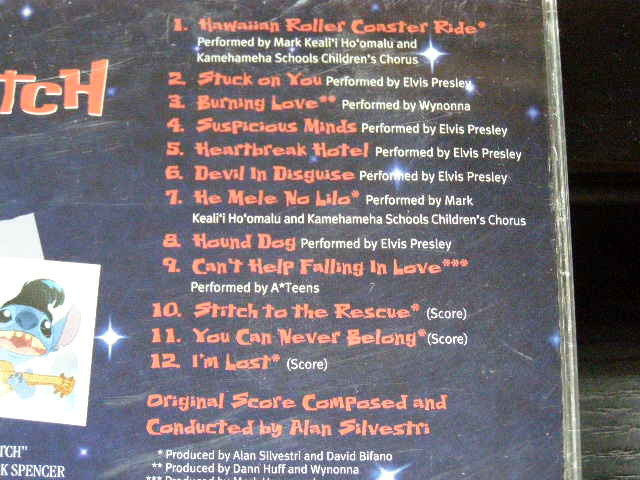 TCH
1. Hawaiian Roller Coaster Ride*
Performed by Mark Keali'i Ho'omalu and
Kamehameha Schools Children's Chorus
2. Stuck on You Performed by Elvis Presley
3. Burning Love** Performed by Wynonna
4. Suspicious Minds Performed by Elvis Presley
5. Heartbreak Hotel Performed by Elvis Presley
6. Devil In Disguise Performed by Elvis Presley
7. He Mele No Lilo* Performed by Mark
Keali'i Ho'omalu and Kamehameha Schools Children's Chorus
8. Hound Dog Performed by Elvis Presley
9. Can't Help Falling In Love***
Performed by A*Teens
10. Stitch to the Rescue* (Score)
11. You Can Never Belong* (Score)
12. I'm Lost* (Score)
Original Score Composed and
Conducted by Alan Silvestri
* Produced by Alan Silvestri and David Bifano
** Produced by Dann Huff and Wynonna
TCH"
K SPENCER